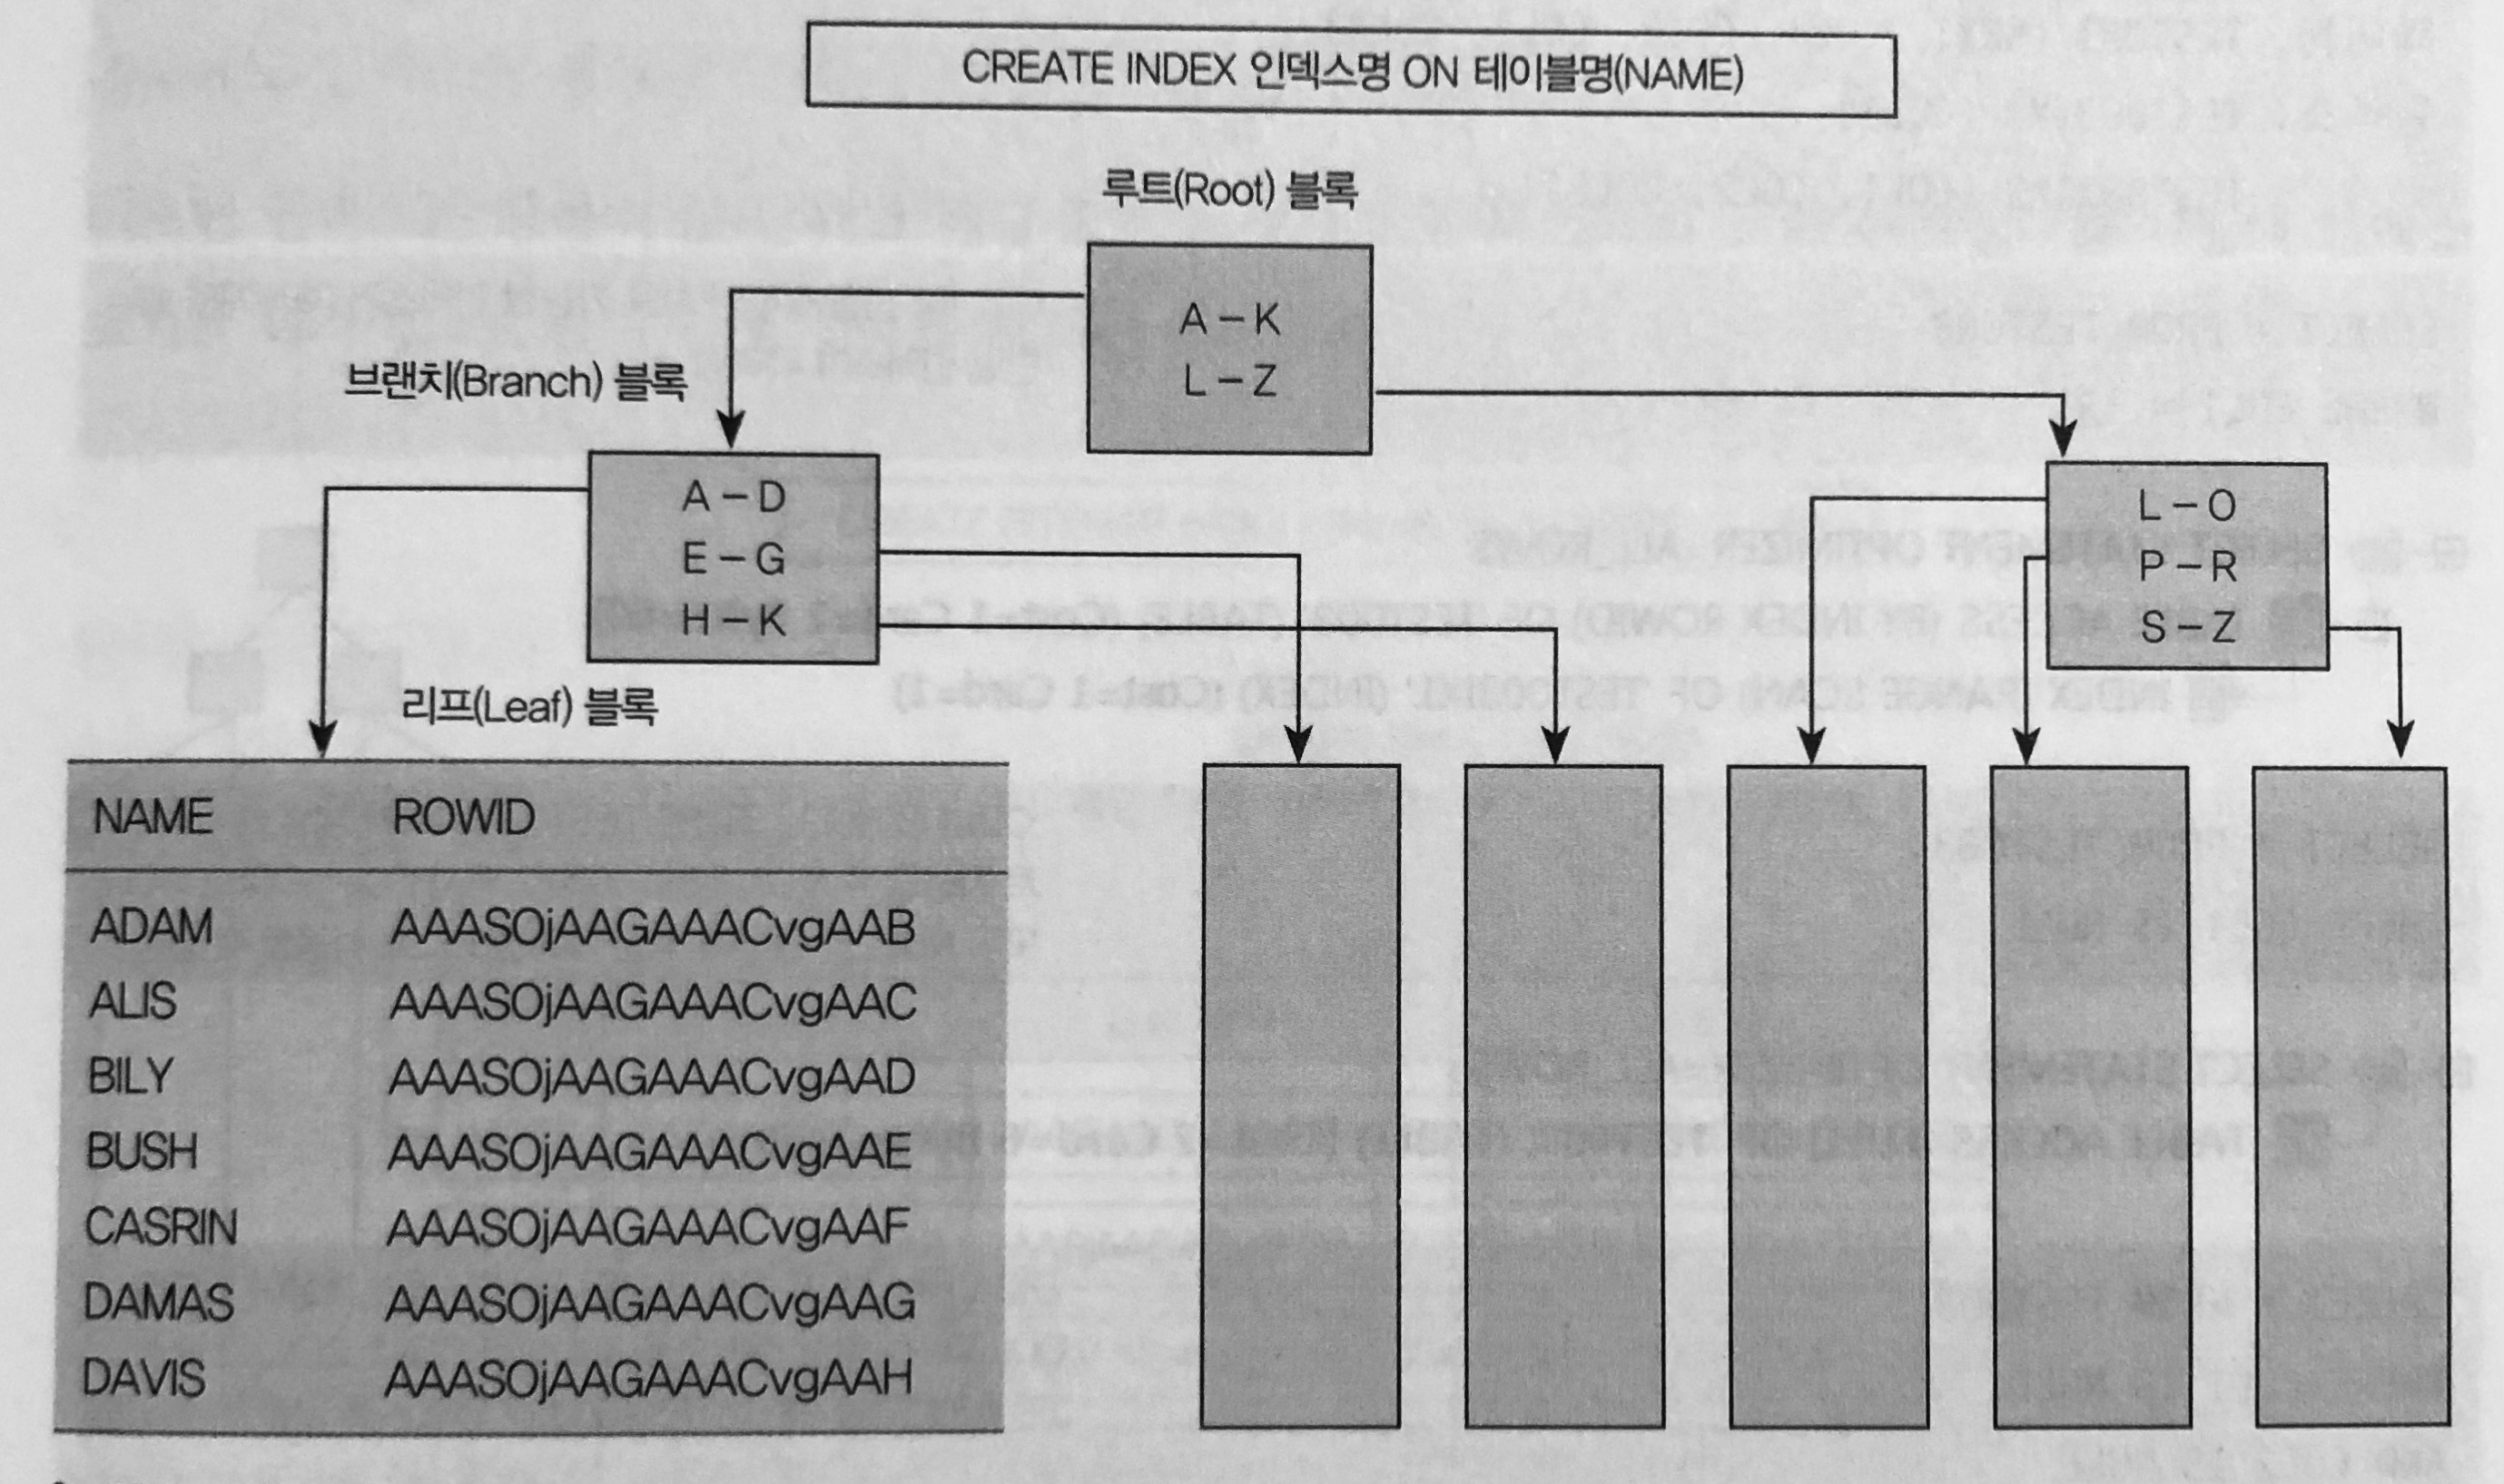 CREATE INDEX 인덱스명 ON 테이블명(NAME)
루트(Root) 블록
A – K
L – Z
브랜치(Branch) 블록
A – D
E – G
H – K
L – O
P – R
S – Z
리프(Leaf) 블록
NAME ROWID
ADAM AAASOjAAGAAACvgAAB
ALIS AAASOjAAGAAACvgAAC
BILY AAASOjAAGAAACvgAAD
BUSH AAASOjAAGAAACvgAAE
CASRIN AAASOjAAGAAACvgAAF
DAMAS AAASOjAAGAAACvgAAG
DAVIS AAASOjAAGAAACvgAAH